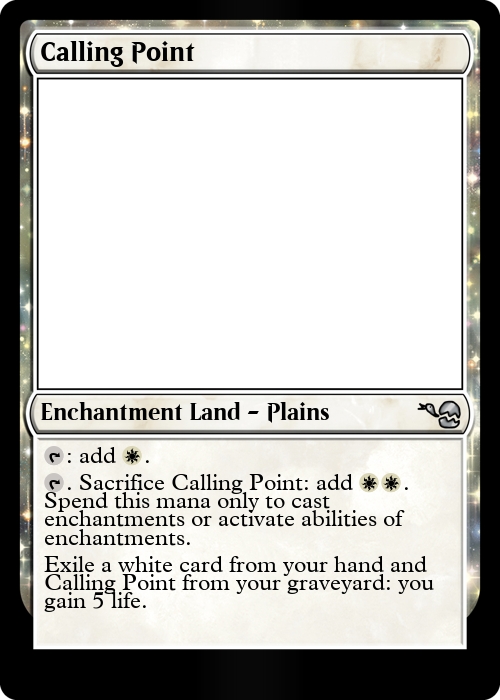 Calling Point
Enchantment Land – Plains
: add .
. Sacrifice Calling Point: add .
Spend this mana only to cast
enchantments or activate abilities of
enchantments.
Exile a white card from your hand and
Calling Point from your graveyard: you
gain 5 life.